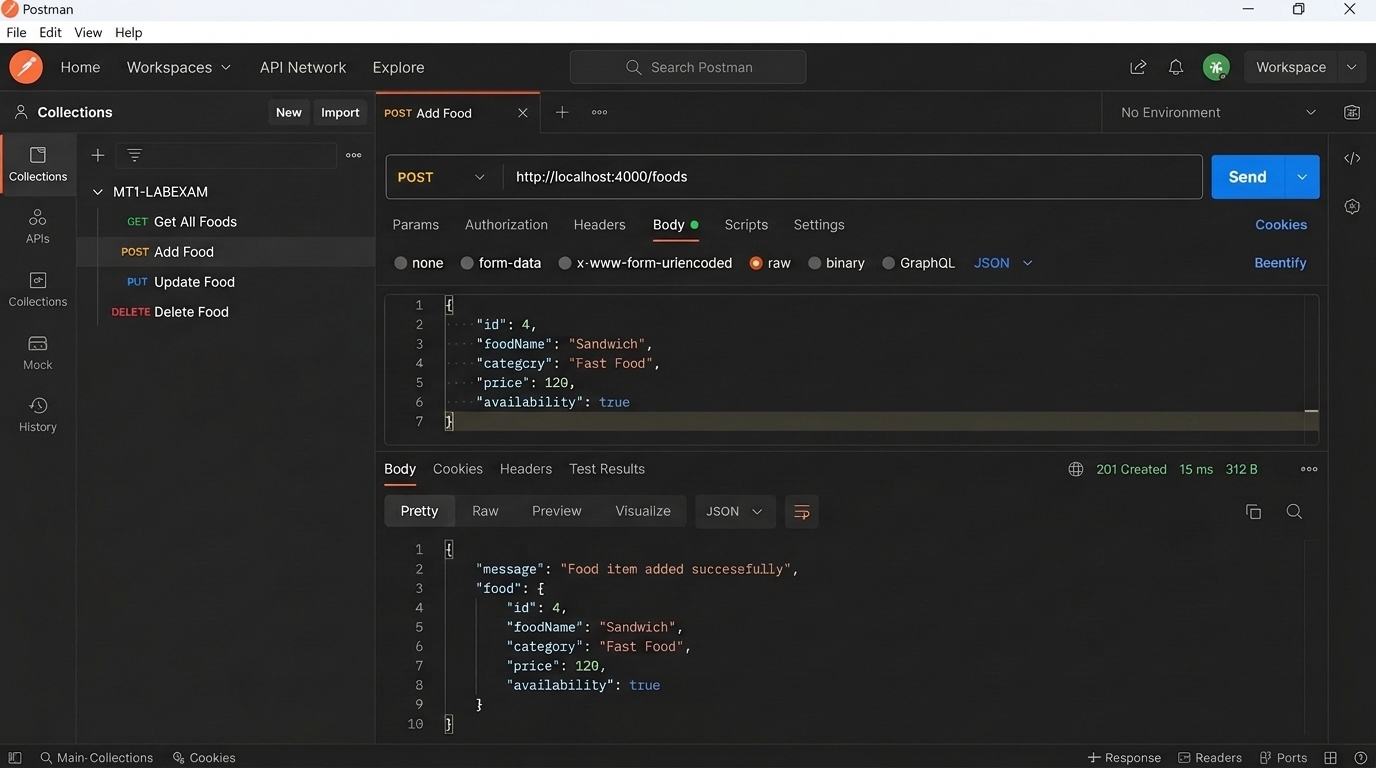 Postman
File Edit View Help
Home Workspaces API Network Explore Search Postman Workspace
Collections New Import POST Add Food No Environment
Collections
APIs
Collections
Mock
History
MT1-LABEXAM
GET Get All Foods
POST Add Food
PUT Update Food
DELETE Delete Food
POST http://localhost:4000/foods Send
Params Authorization Headers Body Scripts Settings Cookies
none form-data x-www-form-uriencoded raw binary GraphQL JSON Beentify
1 {
2 "id": 4,
3 "foodName": "Sandwich",
4 "categcry": "Fast Food",
5 "price": 120,
6 "availability": true
7 }
Body Cookies Headers Test Results 201 Created 15 ms 312 B
Pretty Raw Preview Visualize JSON
1 {
2 "message": "Food item added succesefully",
3 "food": {
4 "id": 4,
5 "foodName": "Sandwich",
6 "category": "Fast Food",
7 "price": 120,
8 "availability": true
9 }
10 }
Main-Collections Cookies Response Readers Ports